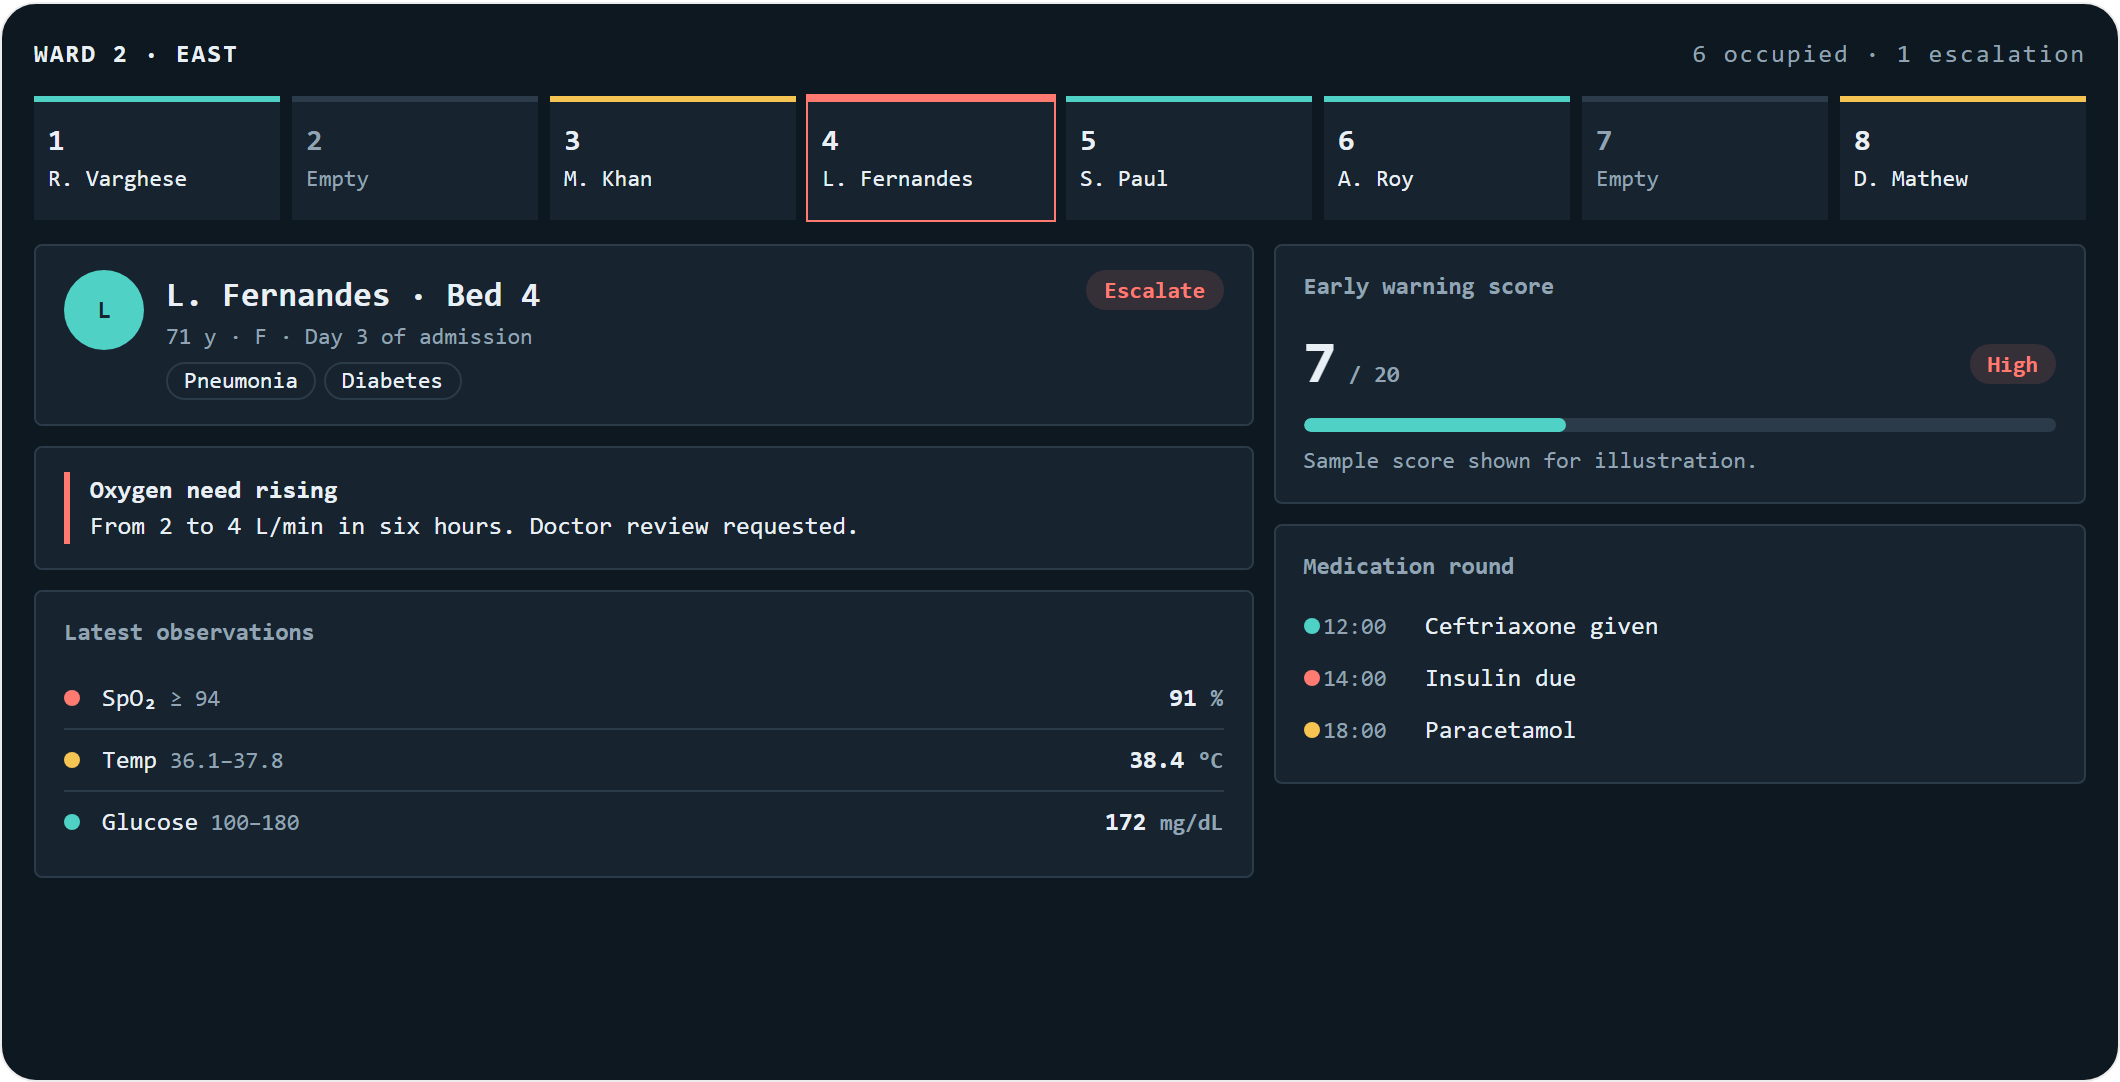 WARD 2 · EAST
6 occupied · 1 escalation
1
R. Varghese
2
Empty
3
M. Khan
4
L. Fernandes
5
S. Paul
6
A. Roy
7
Empty
8
D. Mathew
L
L. Fernandes · Bed 4
71 y · F · Day 3 of admission
Pneumonia
Diabetes
Escalate
Oxygen need rising
From 2 to 4 L/min in six hours. Doctor review requested.
Latest observations
SpO₂ ≥ 94 91 %
Temp 36.1–37.8 38.4 °C
Glucose 100–180 172 mg/dL
Early warning score
7 / 20
High
Sample score shown for illustration.
Medication round
12:00 Ceftriaxone given
14:00 Insulin due
18:00 Paracetamol